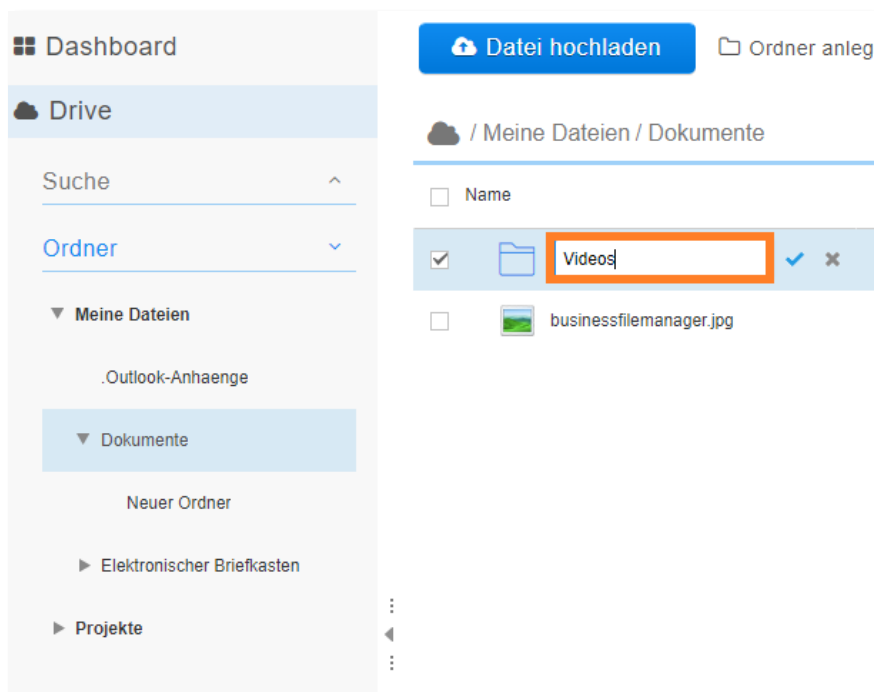 Dashboard
Drive
Suche
Ordner
Meine Dateien
.Outlook-Anhaenge
Dokumente
Neuer Ordner
Elektronischer Briefkasten
Projekte
Datei hochladen
Ordner anleg
/ Meine Dateien / Dokumente
Name
Videos
businessfilemanager.jpg